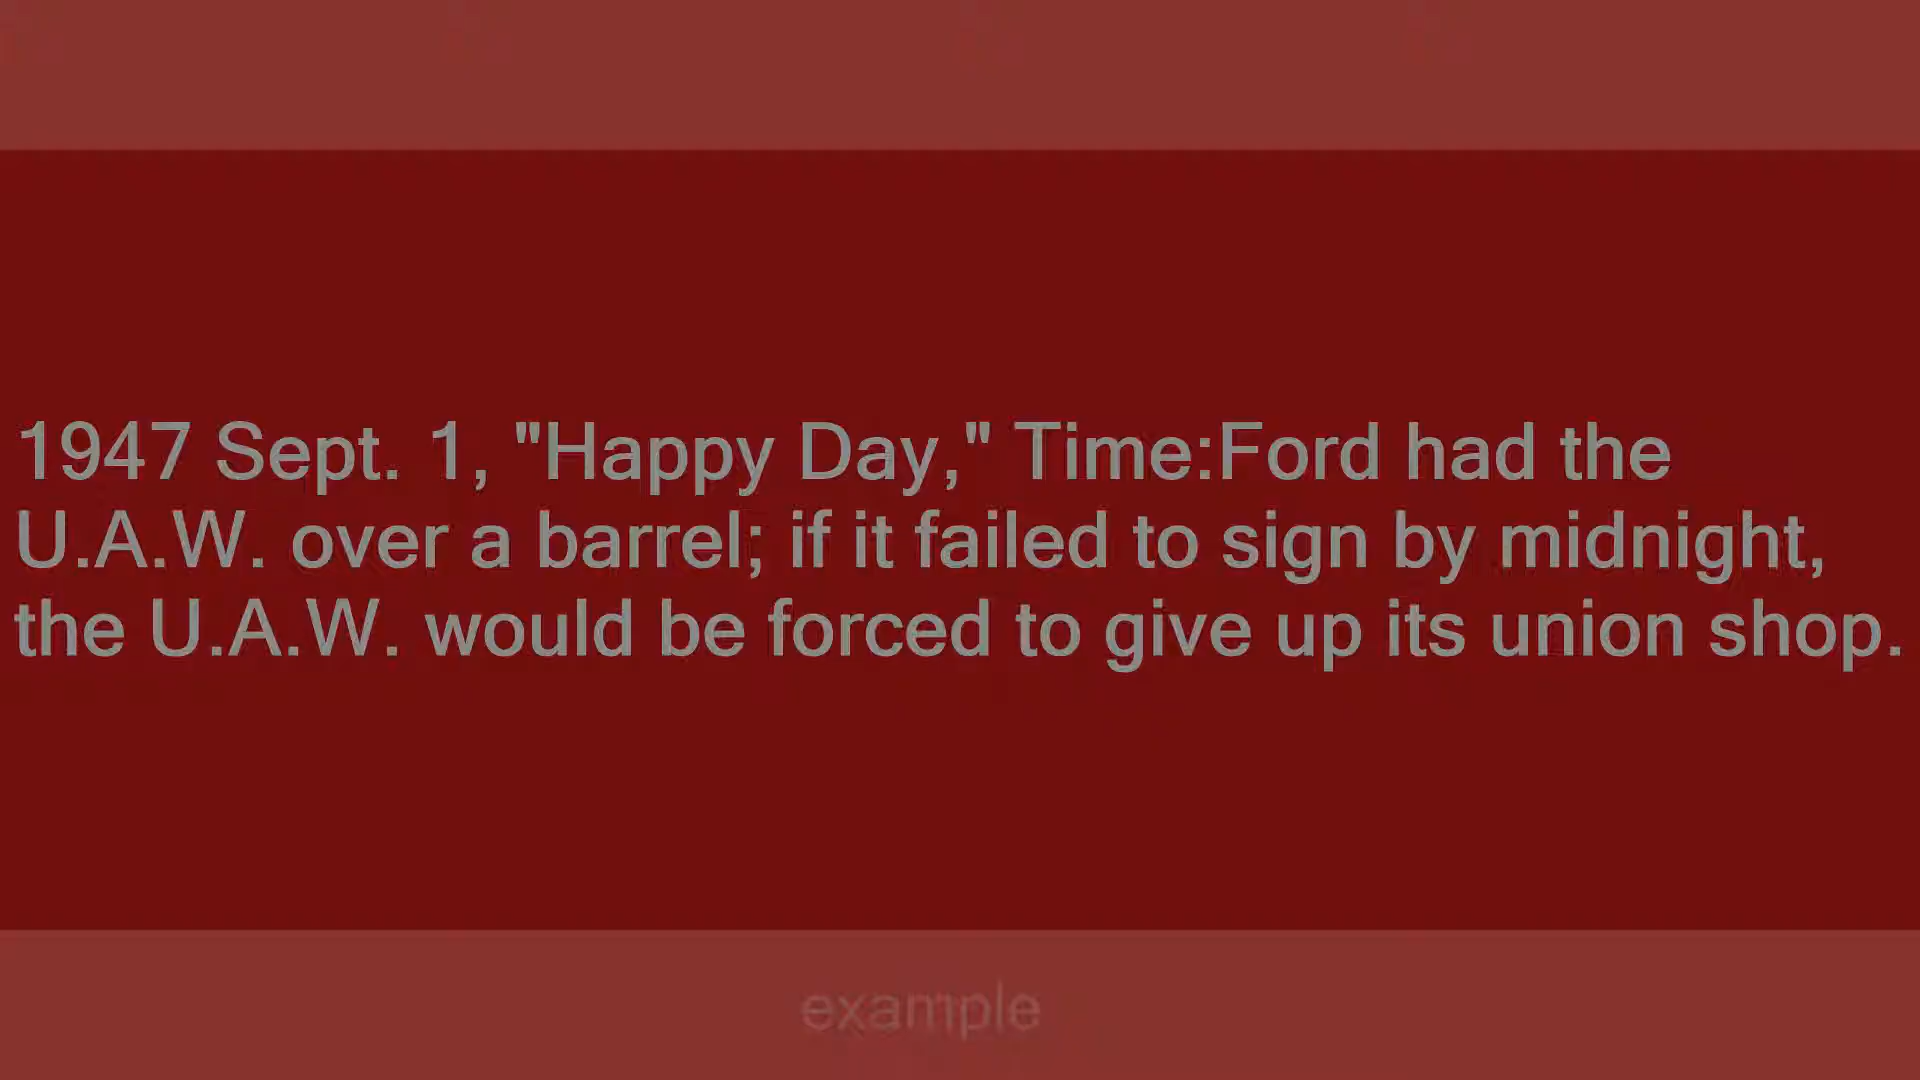 1947 Sept. 1, "Happy Day," Time:Ford had the
U.A.W. over a barrel; if it failed to sign by midnight,
the U.A.W. would be forced to give up its union shop.
example